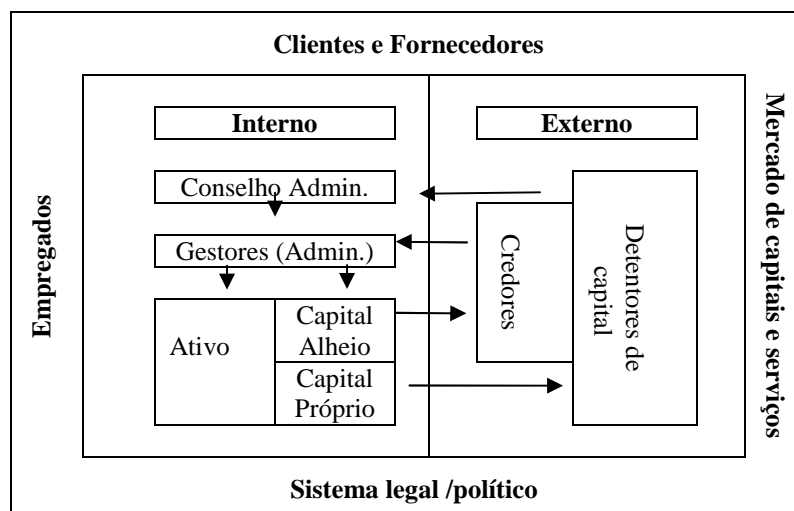 Clientes e Fornecedores
Empregados
Interno
Externo
Mercado de capitais e serviços
Conselho Admin.
Gestores (Admin.)
Credores
Detentores de
capital
Ativo
Capital
Alheio
Capital
Próprio
Sistema legal /político